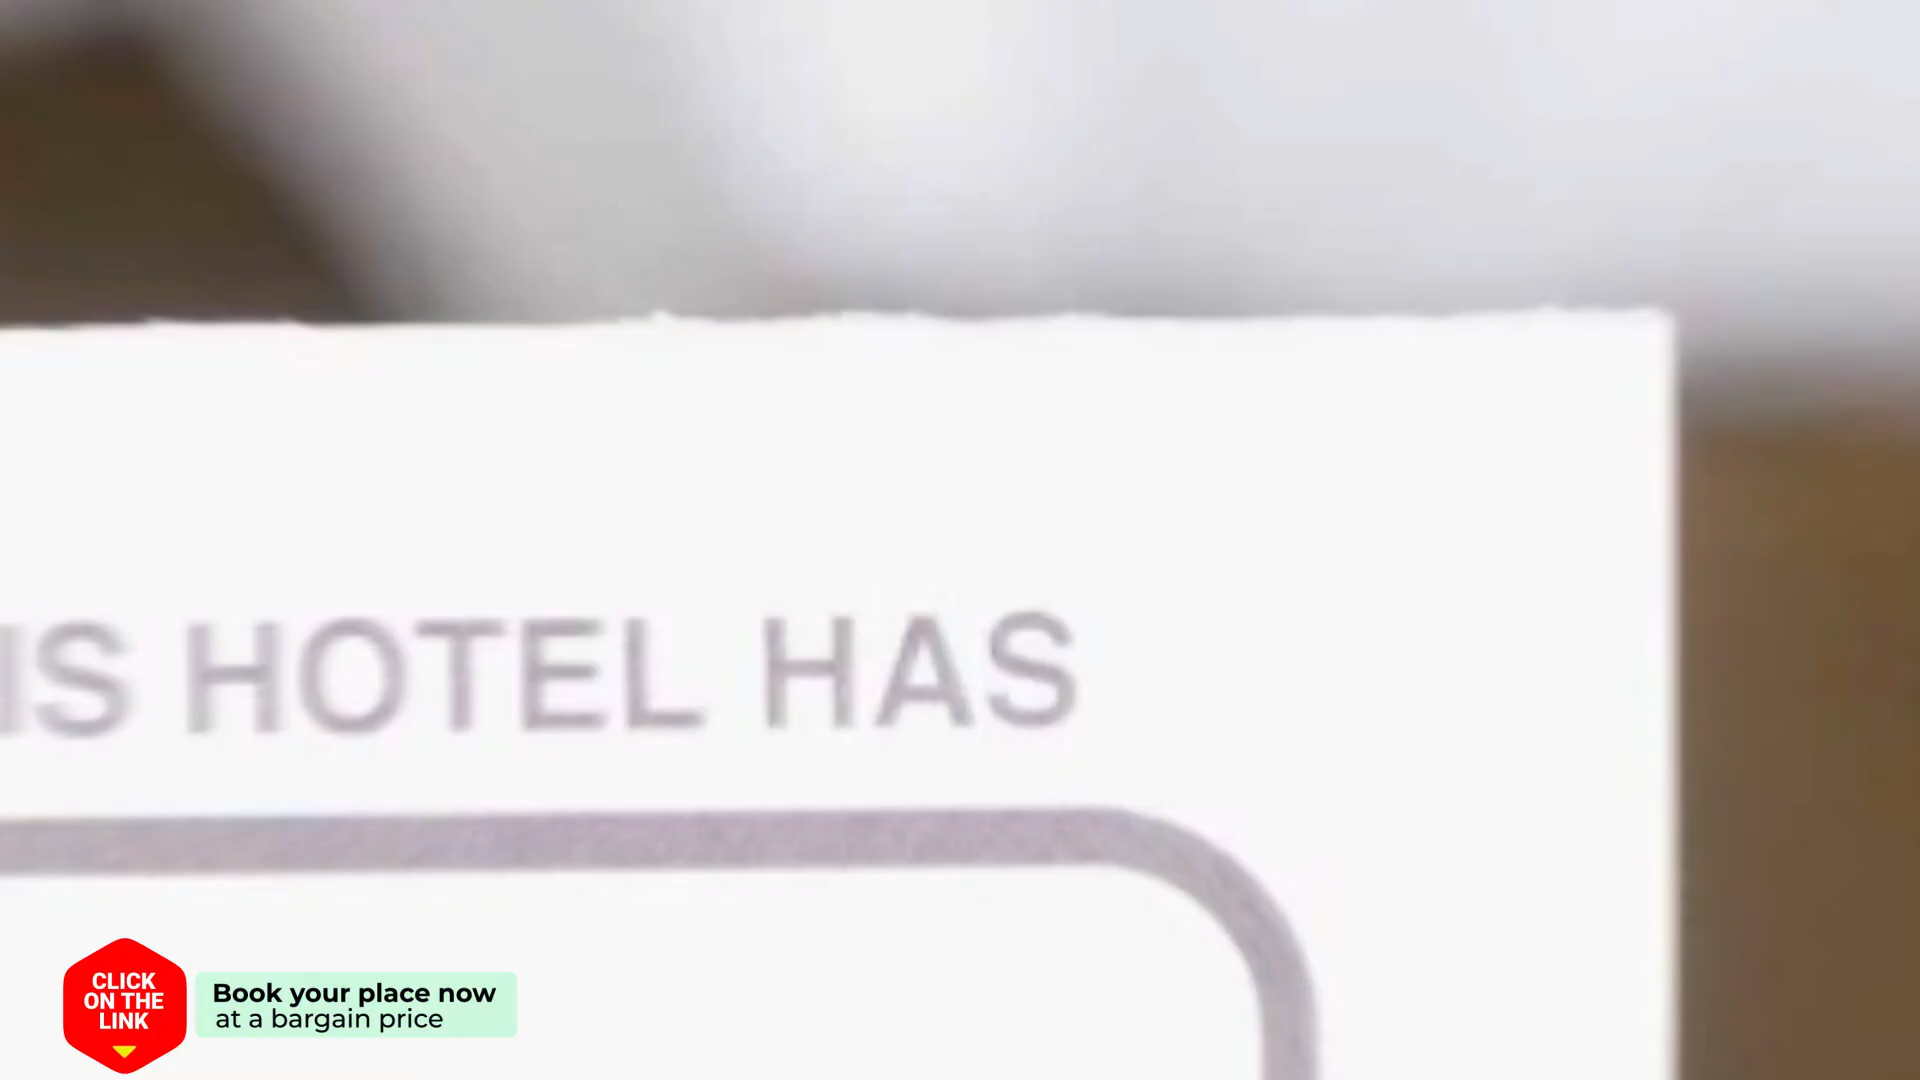 IS HOTEL HAS
CLICK
ON THE
LINK
Book your place now
at a bargain price